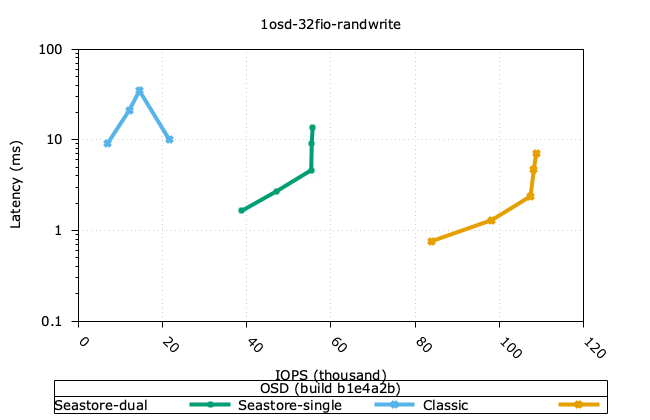 1osd-32fio-randwrite
100
10
1
0.1
Latency (ms)
0 20 40 60 80 100 120
IOPS (thousand)
OSD (build b1e4a2b)
Seastore-dual Seastore-single Classic